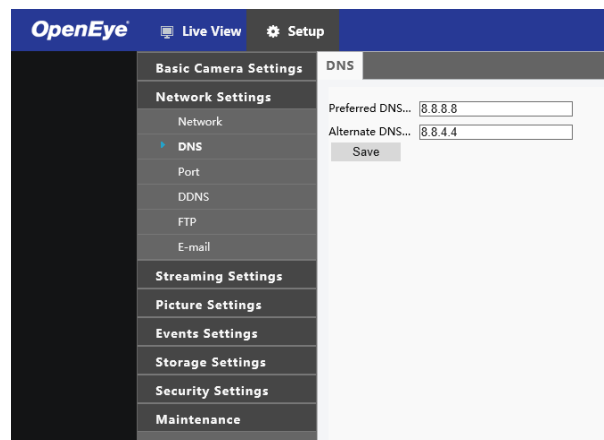 OpenEye Live View Setup
Basic Camera Settings
DNS
Network Settings
Preferred DNS... 8.8.8.8
Network
Alternate DNS... 8.8.4.4
DNS
Save
Port
DDNS
FTP
E-mail
Streaming Settings
Picture Settings
Events Settings
Storage Settings
Security Settings
Maintenance